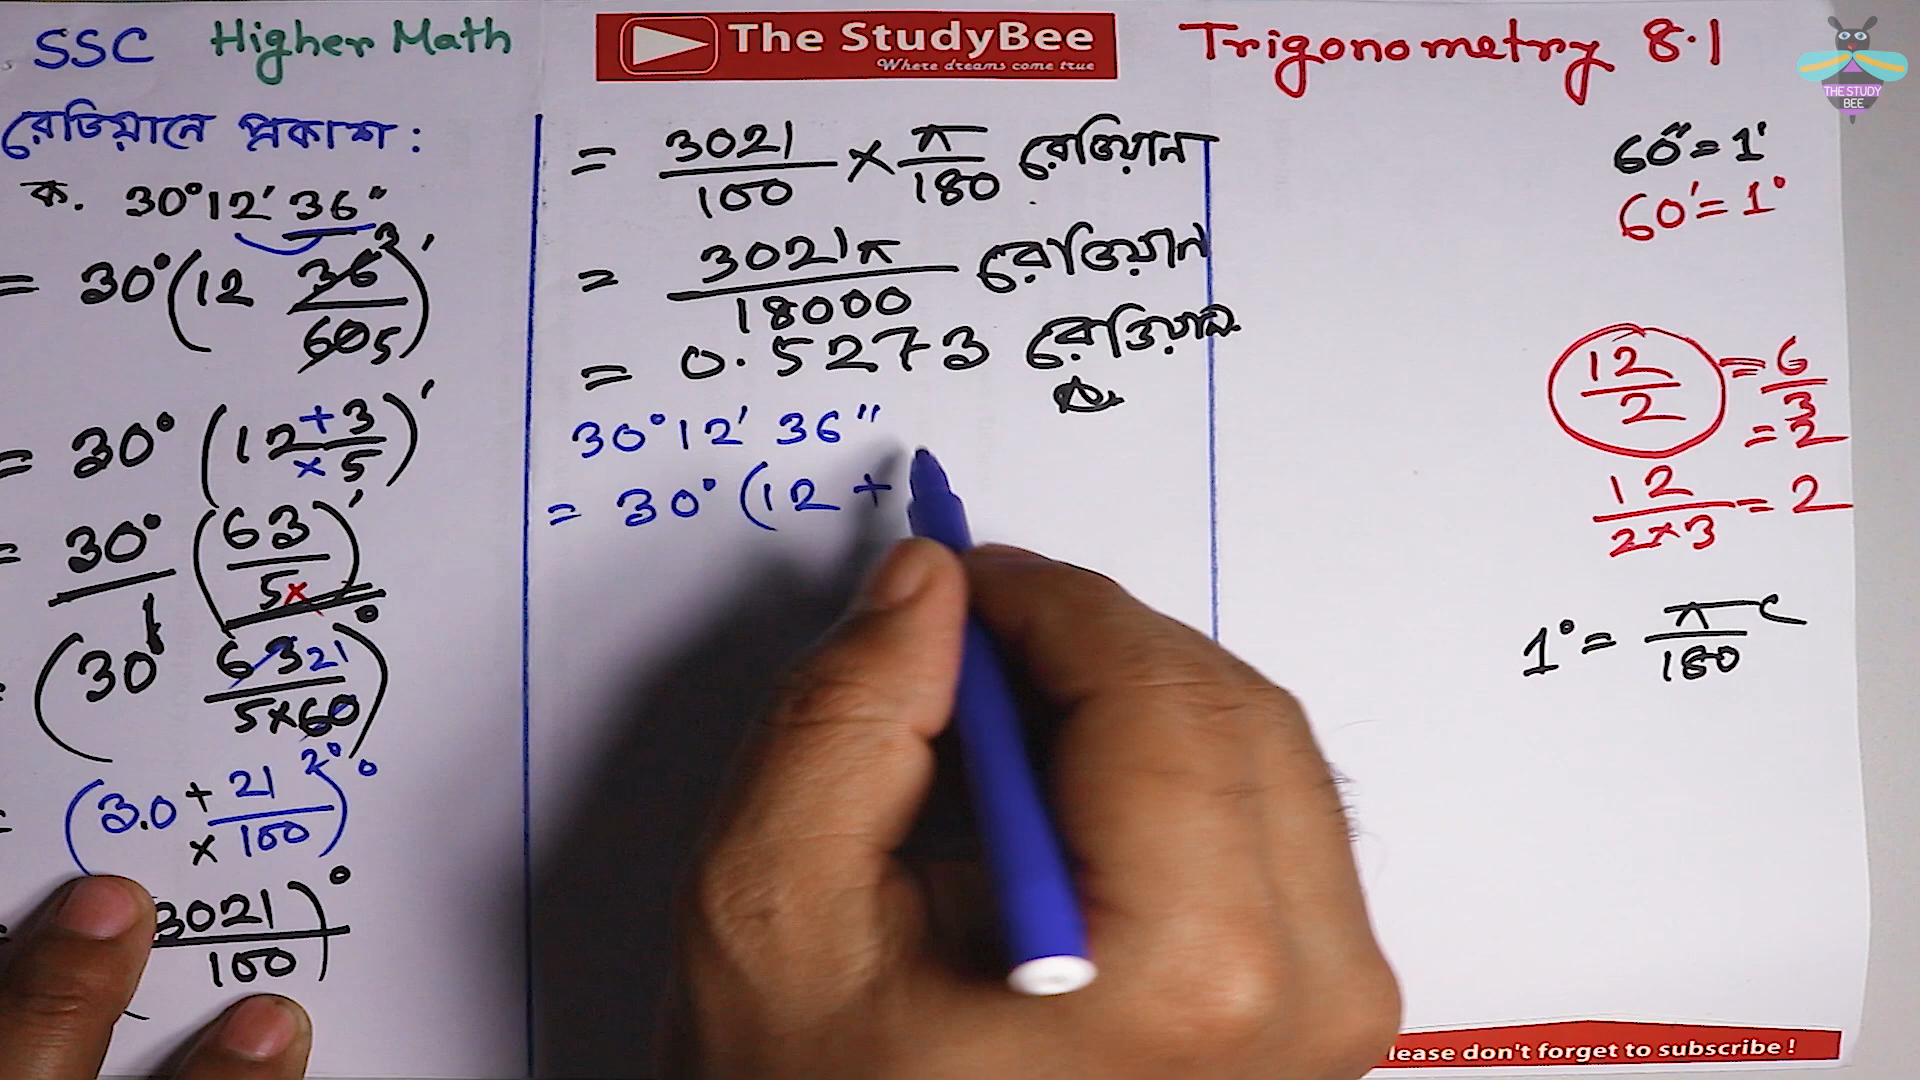 SSC Higher Math
The StudyBee
Where dreams come true
Trigonometry 8.1
THE STUDY
BEE
রেডিয়ানে প্রকাশ :
ক. 30°12' 36"
= 30° (12 36/60 3 5)'
= 30° (12 + × 3/5)'
= 30° (63/5×)'
(30 63 21/5×60)°
= (30 + × 21/100)°
3021/100)°
= 3021/100 × π/180 রেডিয়ান
= 3021π/18000 রেডিয়ান
= 0.5273 রেডিয়ান
30°12' 36"
= 30° (12 +
60" = 1'
60' = 1°
12/2 = 6/3
= 2
12/2×3 = 2
1° = π/180 c
lease don't forget to subscribe !